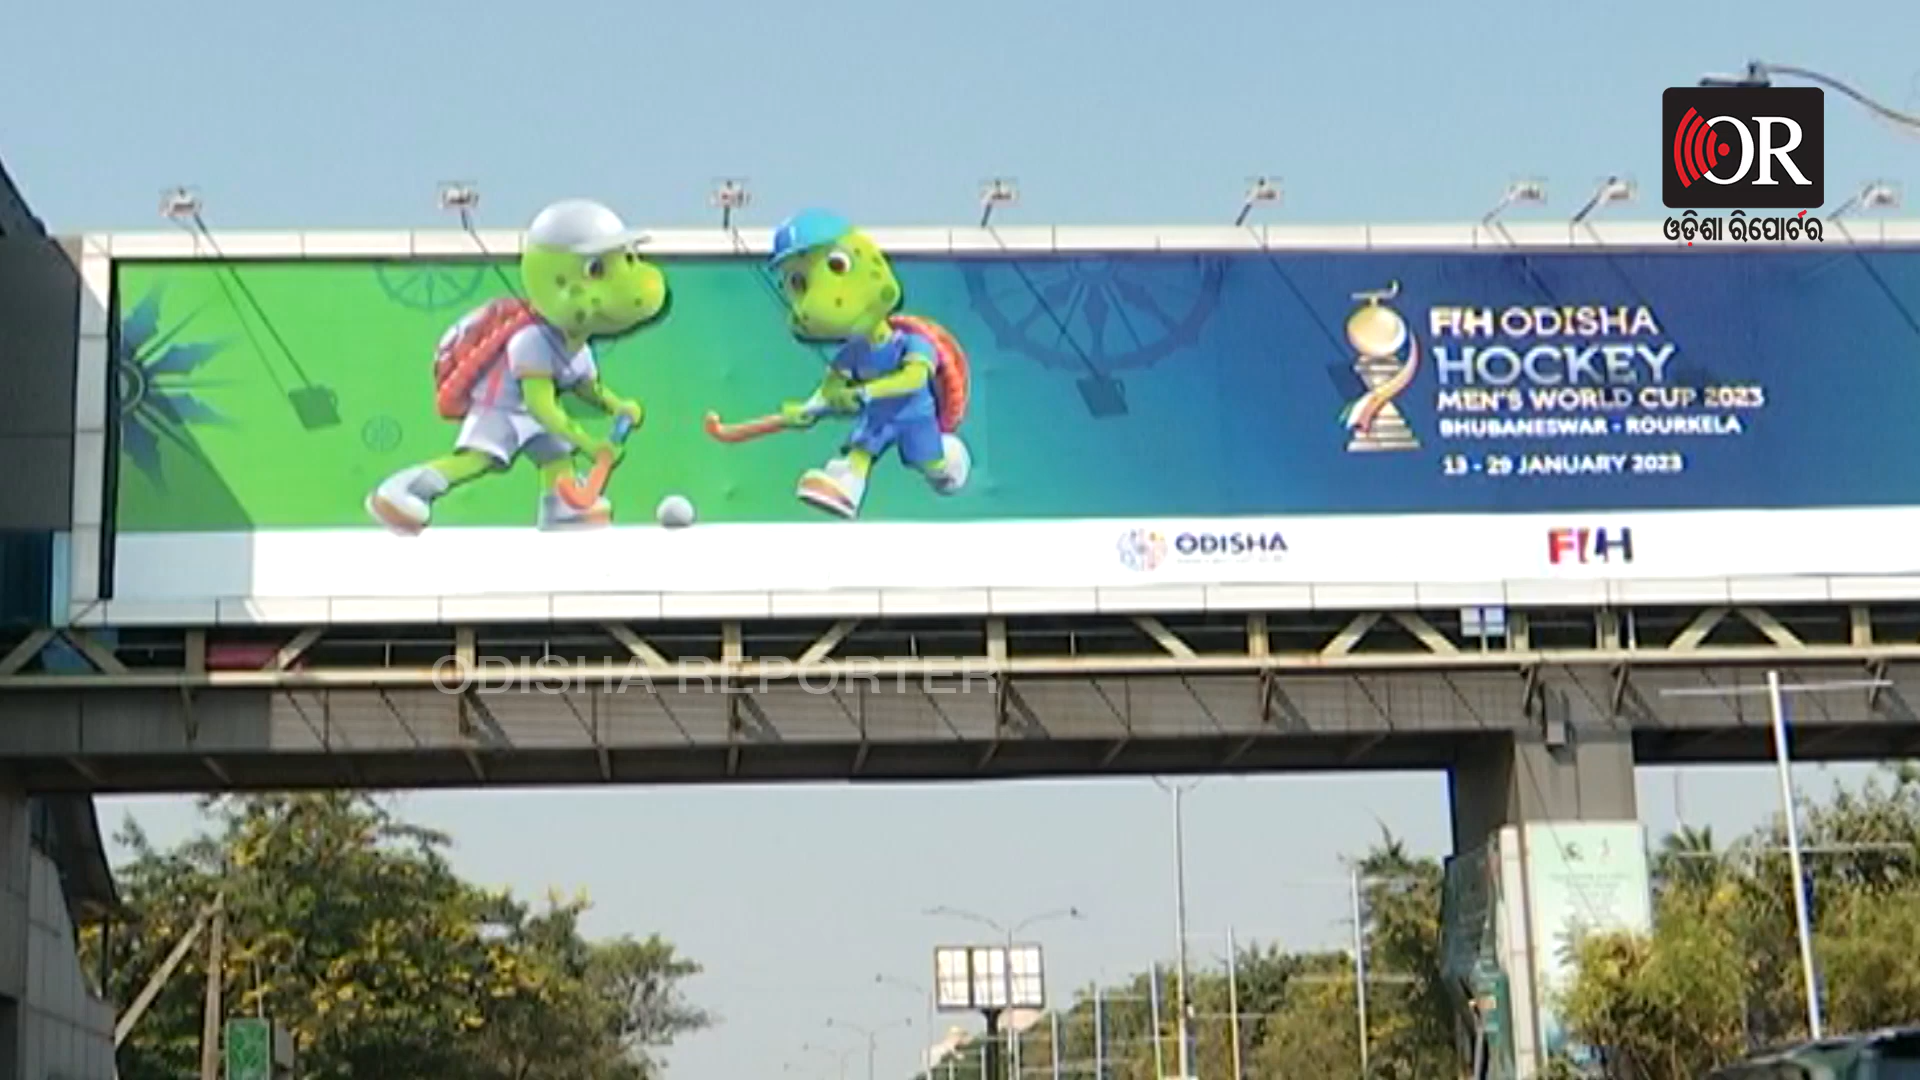 OR
ଓଡ଼ିଶା ରିପୋର୍ଟର
FIH ODISHA
HOCKEY
MEN'S WORLD CUP 2023
BHUBANESWAR - ROURKELA
13 - 29 JANUARY 2023
ODISHA
FIH
ODISHA REPORTER